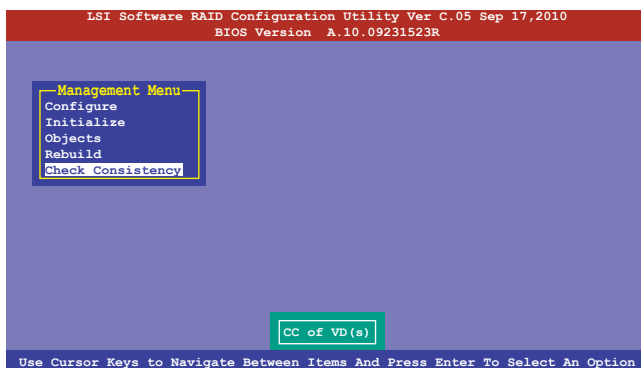 LSI Software RAID Configuration Utility Ver C.05 Sep 17,2010
BIOS Version A.10.09231523R
Management Menu
Configure
Initialize
Objects
Rebuild
Check Consistency
CC of VD(s)
Use Cursor Keys to Navigate Between Items And Press Enter To Select An Option